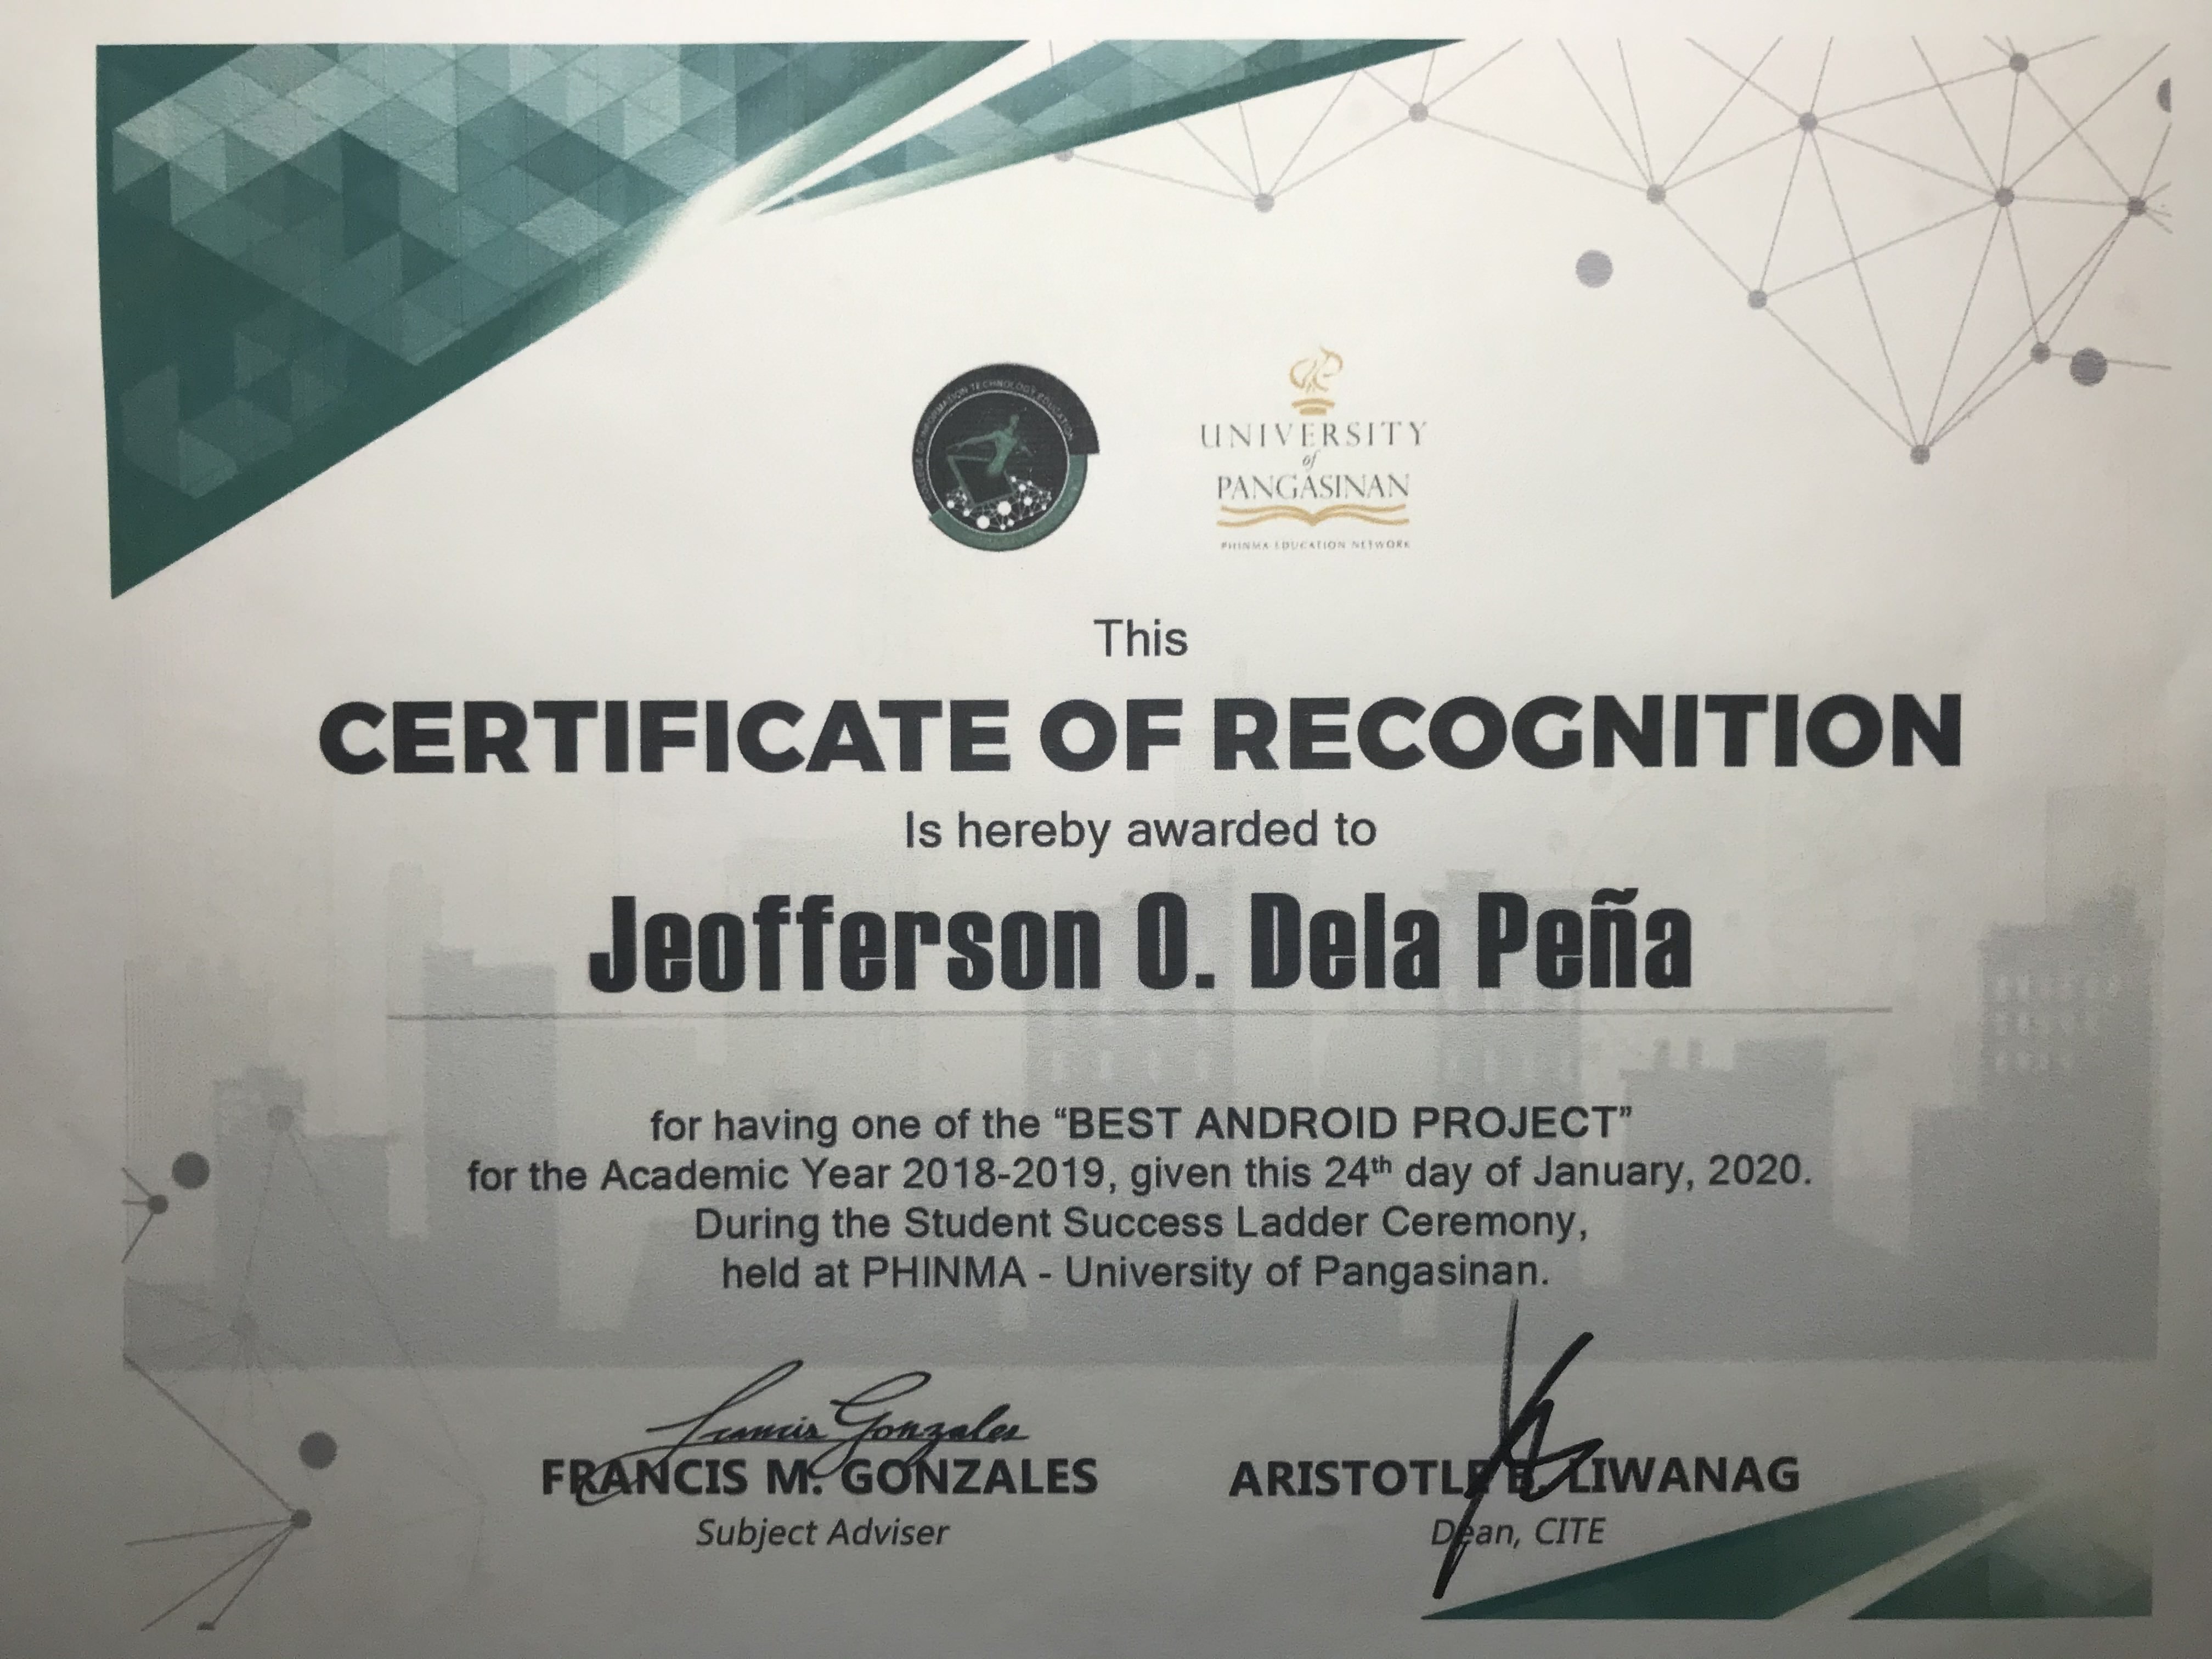 COLLEGE OF INFORMATION TECHNOLOGY EDUCATION
UNIVERSITY
of
PANGASINAN
PHINMA EDUCATION NETWORK
This
CERTIFICATE OF RECOGNITION
Is hereby awarded to
Jeofferson O. Dela Peña
for having one of the “BEST ANDROID PROJECT”
for the Academic Year 2018-2019, given this 24th day of January, 2020.
During the Student Success Ladder Ceremony,
held at PHINMA - University of Pangasinan.
Francis Gonzales
FRANCIS M. GONZALES
Subject Adviser
ARISTOTLE B. LIWANAG
Dean, CITE